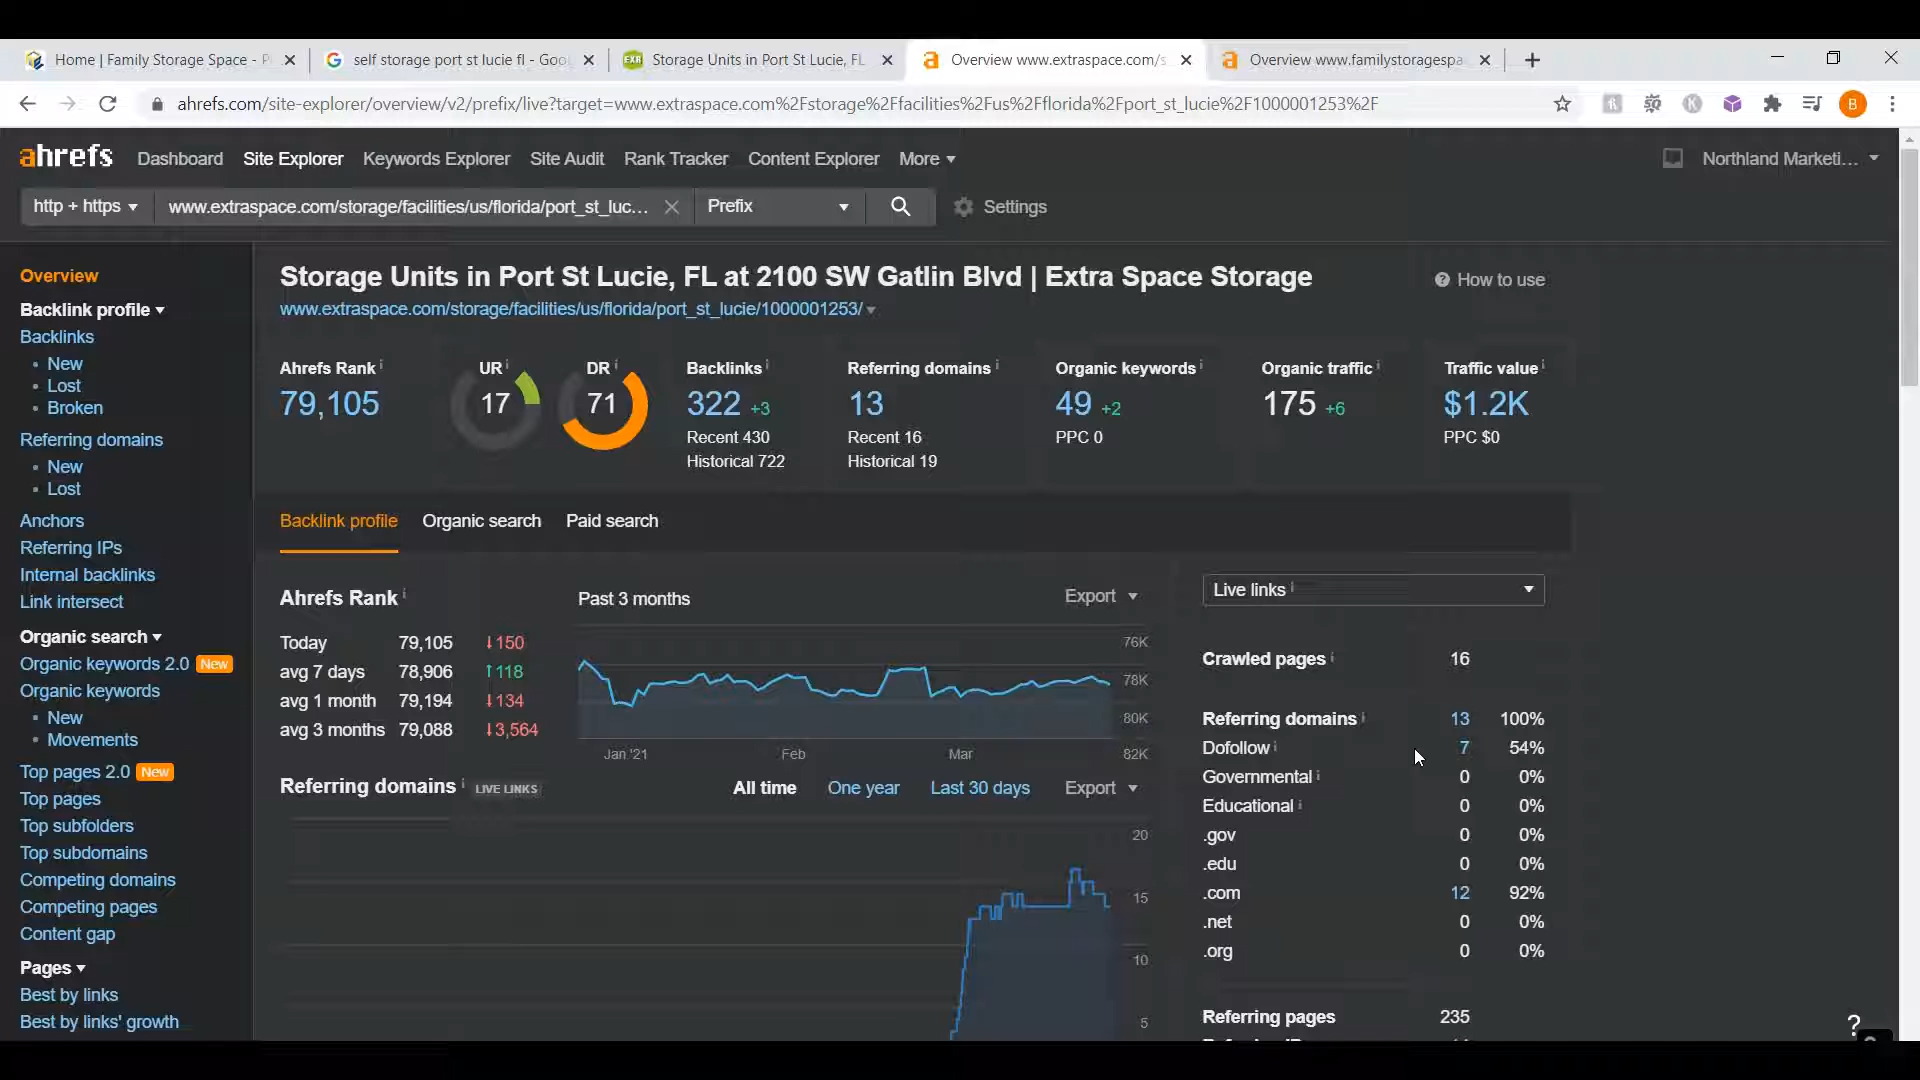 Home | Family Storage Space - P
self storage port st lucie fl - Goo
EXR Storage Units in Port St Lucie, FL
Overview www.extraspace.com/s
Overview www.familystoragespa
ahrefs.com/site-explorer/overview/v2/prefix/live?target=www.extraspace.com%2Fstorage%2Ffacilities%2Fus%2Fflorida%2Fport_st_lucie%2F1000001253%2F
B
ahrefs Dashboard Site Explorer Keywords Explorer Site Audit Rank Tracker Content Explorer More Northland Marketi...
http + https www.extraspace.com/storage/facilities/us/florida/port_st_luc... Prefix Settings
Overview
Backlink profile
Backlinks
New
Lost
Broken
Referring domains
New
Lost
Anchors
Referring IPs
Internal backlinks
Link intersect
Organic search
Organic keywords 2.0 New
Organic keywords
New
Movements
Top pages 2.0 New
Top pages
Top subfolders
Top subdomains
Competing domains
Competing pages
Content gap
Pages
Best by links
Best by links' growth
Storage Units in Port St Lucie, FL at 2100 SW Gatlin Blvd | Extra Space Storage
? How to use
www.extraspace.com/storage/facilities/us/florida/port_st_lucie/1000001253/
Ahrefs Rank i
79,105
UR i
17
DR i
71
Backlinks i
322 +3
Recent 430
Historical 722
Referring domains i
13
Recent 16
Historical 19
Organic keywords i
49 +2
PPC 0
Organic traffic i
175 +6
Traffic value i
$1.2K
PPC $0
Backlink profile Organic search Paid search
Ahrefs Rank i
Today 79,105 ↓150
avg 7 days 78,906 ↑118
avg 1 month 79,194 ↓134
avg 3 months 79,088 ↓3,564
Past 3 months
Export
76K
78K
80K
82K
Jan '21 Feb Mar
Referring domains i LIVE LINKS
All time One year Last 30 days Export
20
15
10
5
Live links i
Crawled pages i 16
Referring domains i 13 100%
Dofollow i 7 54%
Governmental i 0 0%
Educational i 0 0%
.gov 0 0%
.edu 0 0%
.com 12 92%
.net 0 0%
.org 0 0%
Referring pages 235
?